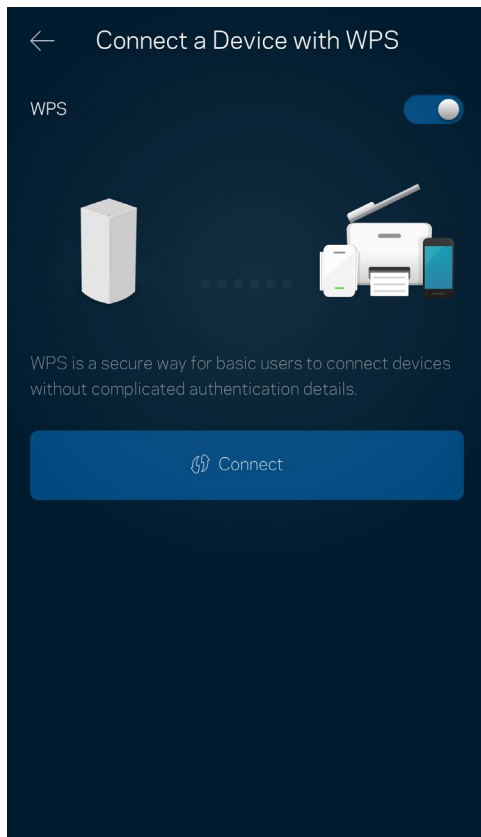 Connect a Device with WPS
WPS
WPS is a secure way for basic users to connect devices
without complicated authentication details.
Connect